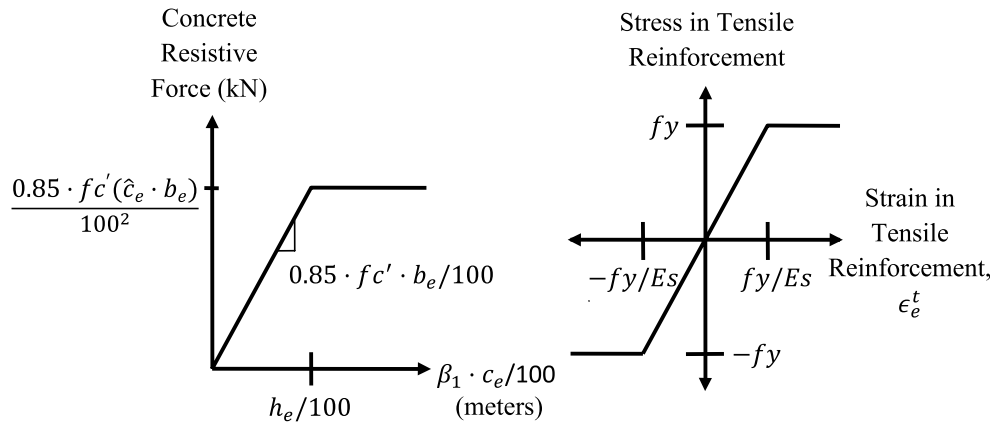 Concrete
Resistive
Force (kN)
0.85 · fc′(ĉₑ · bₑ)
100²
0.85 · fc′ · bₑ/100
hₑ/100
β₁ · cₑ/100
(meters)
Stress in Tensile
Reinforcement
fy
−fy/Es
fy/Es
−fy
Strain in
Tensile
Reinforcement,
ϵₑᵗ